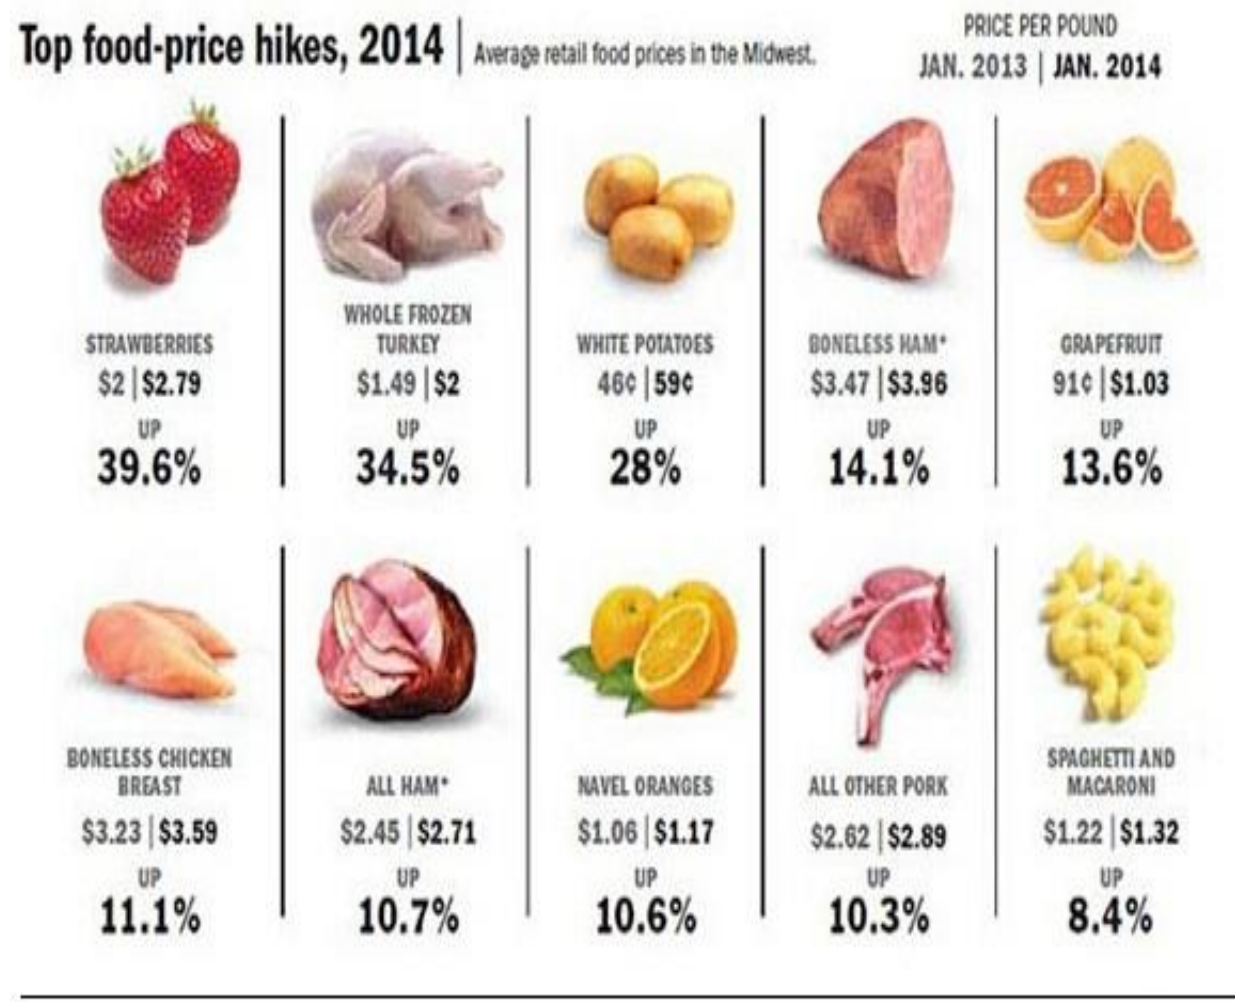 Top food-price hikes, 2014 | Average retail food prices in the Midwest.
PRICE PER POUND
JAN. 2013 | JAN. 2014
STRAWBERRIES
$2 | $2.79
UP
39.6%
WHOLE FROZEN
TURKEY
$1.49 | $2
UP
34.5%
WHITE POTATOES
46¢ | 59¢
UP
28%
BONELESS HAM*
$3.47 | $3.96
UP
14.1%
GRAPEFRUIT
91¢ | $1.03
UP
13.6%
BONELESS CHICKEN
BREAST
$3.23 | $3.59
UP
11.1%
ALL HAM*
$2.45 | $2.71
UP
10.7%
NAVEL ORANGES
$1.06 | $1.17
UP
10.6%
ALL OTHER PORK
$2.62 | $2.89
UP
10.3%
SPAGHETTI AND
MACARONI
$1.22 | $1.32
UP
8.4%